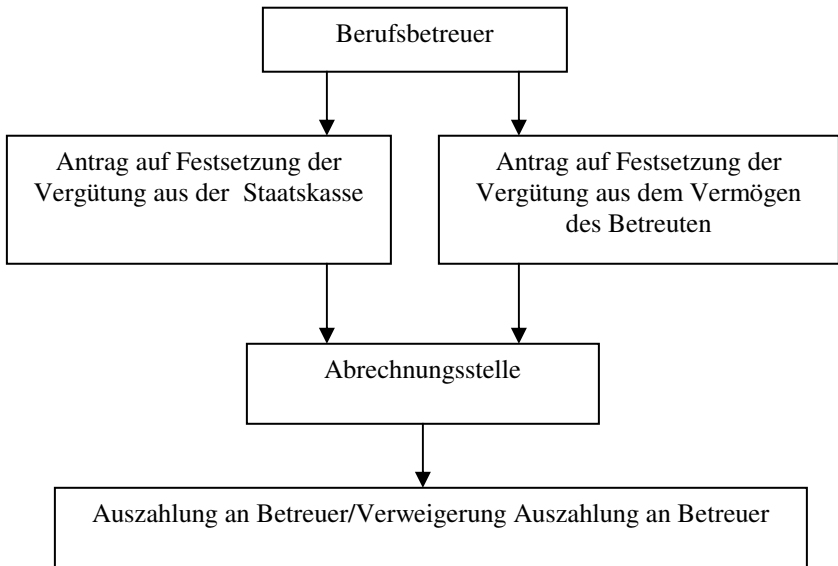 Berufsbetreuer
Antrag auf Festsetzung der
Vergütung aus der Staatskasse
Antrag auf Festsetzung der
Vergütung aus dem Vermögen
des Betreuten
Abrechnungsstelle
Auszahlung an Betreuer/Verweigerung Auszahlung an Betreuer